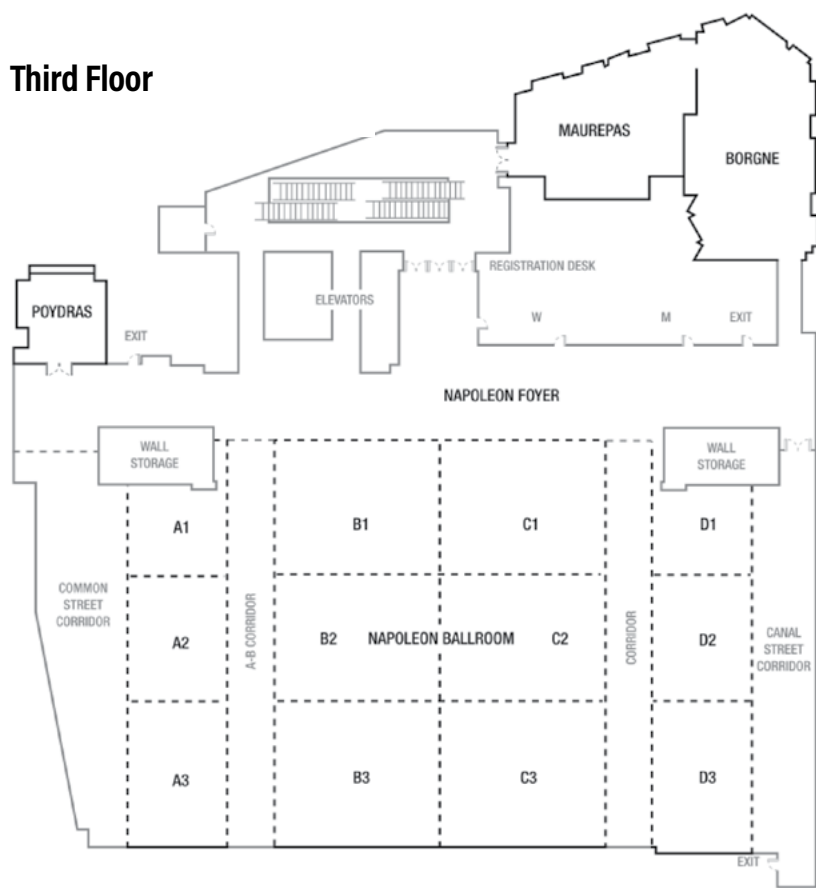 Third Floor
MAUREPAS
BORGNE
REGISTRATION DESK
POYDRAS
ELEVATORS
EXIT
W
M
EXIT
NAPOLEON FOYER
WALL
STORAGE
WALL
STORAGE
A1
B1
C1
D1
COMMON
STREET
CORRIDOR
A-B CORRIDOR
A2
B2
NAPOLEON BALLROOM
C2
CORRIDOR
D2
CANAL
STREET
CORRIDOR
A3
B3
C3
D3
EXIT